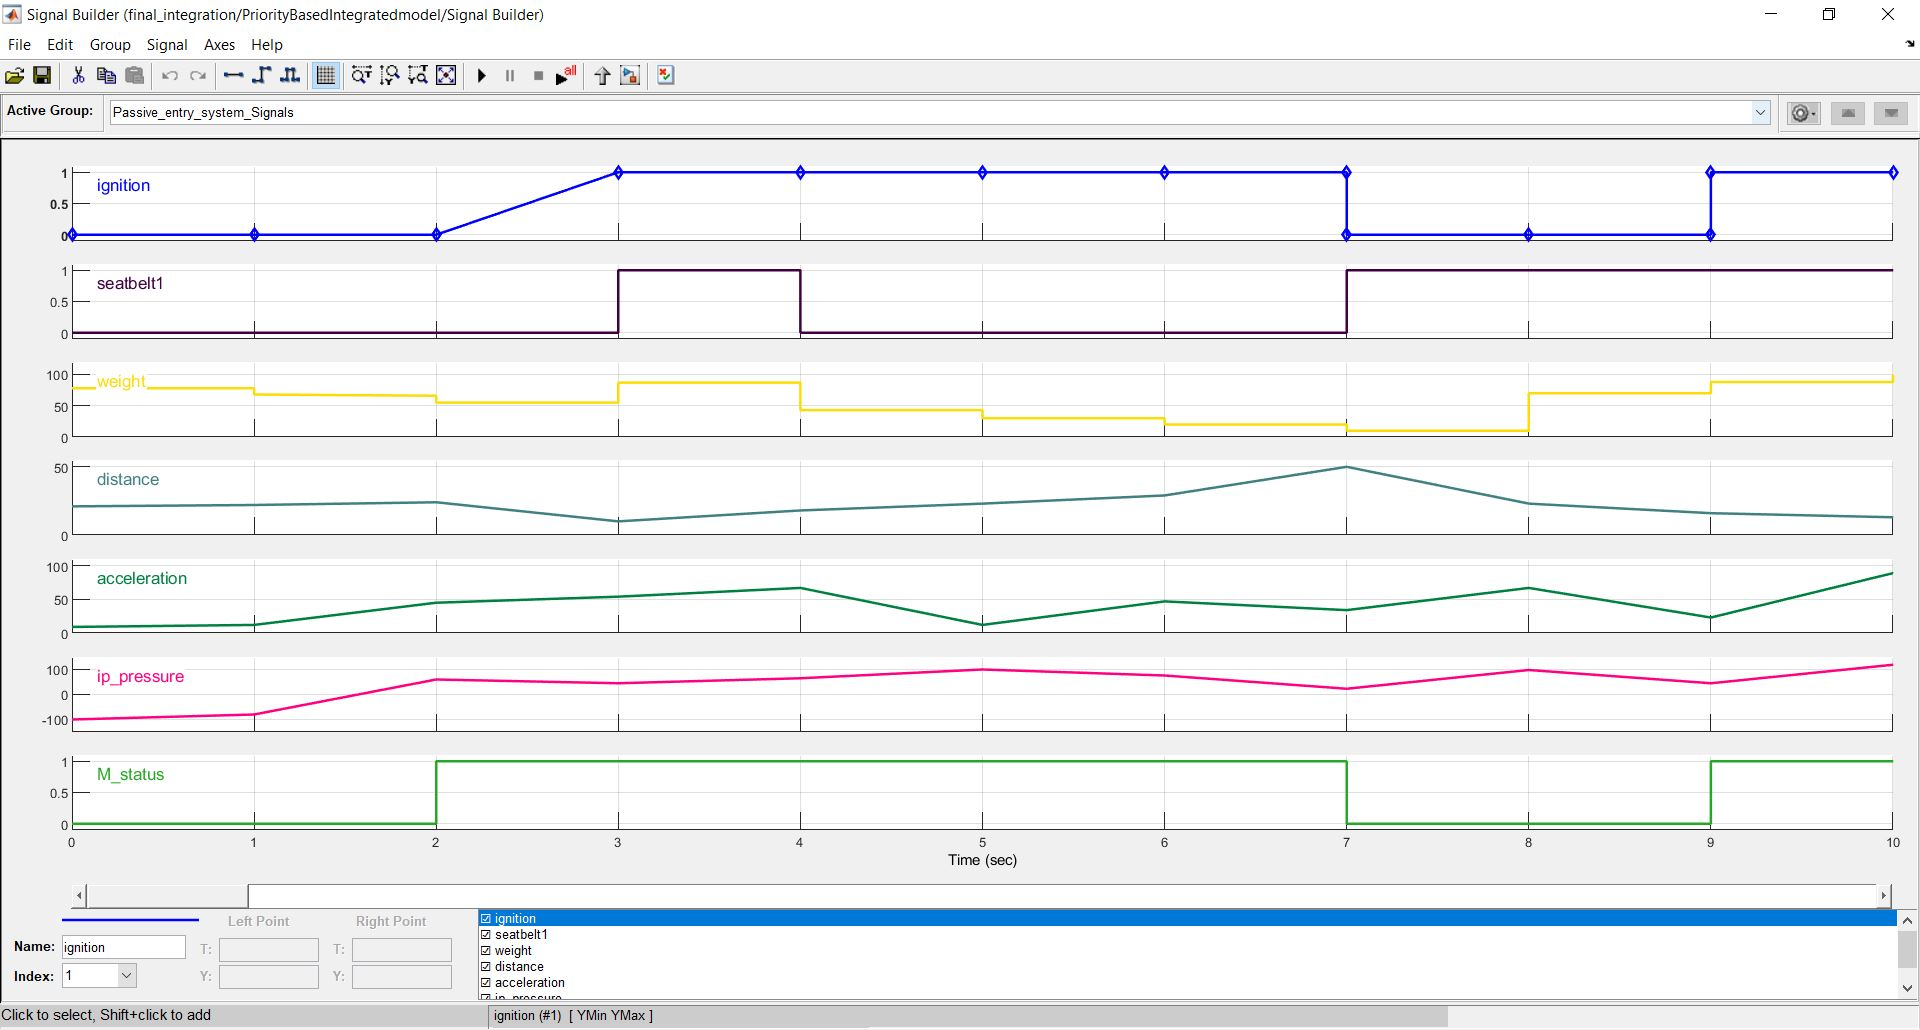 Signal Builder (final_integration/PriorityBasedIntegratedmodel/Signal Builder)
File Edit Group Signal Axes Help
all
Active Group: Passive_entry_system_Signals
1
ignition
0.5
0
1
seatbelt1
0.5
0
100
weight
50
0
50
distance
0
100
acceleration
50
0
100
ip_pressure
0
-100
1
M_status
0.5
0
0 1 2 3 4 5 6 7 8 9 10
Time (sec)
Left Point Right Point
Name: ignition T: T:
Index: 1 Y: Y:
ignition
seatbelt1
weight
distance
acceleration
ip_pressure
Click to select, Shift+click to add
ignition (#1) [ YMin YMax ]